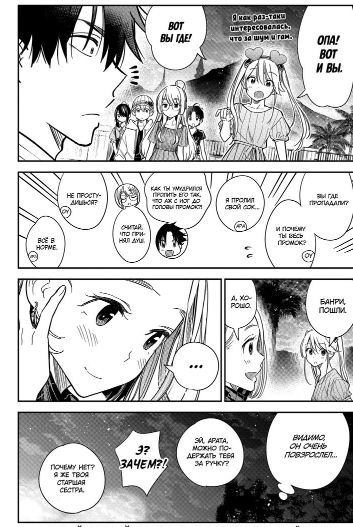 ВОТ
ВЫ ГДЕ!
Я как раз-таки
интересовалась,
что за шум и гам.
ОПА!
ВОТ
И ВЫ.
НЕ ПРОСТУ-
ДИШЬСЯ?
ВСЁ В
НОРМЕ.
СЧИТАЙ,
ЧТО ПРИ-
НЯЛ ДУШ.
КАК ТЫ УМУДРИЛСЯ
ПРОЛИТЬ ЕГО ТАК,
ЧТО АЖ С НОГ ДО
ГОЛОВЫ ПРОМОК?!
Я ПРОЛИЛ
СВОЙ СОК...
ВЫ ГДЕ
ПРОПАДАЛИ?
И ПОЧЕМУ
ТЫ ВЕСЬ
ПРОМОК?
БАНРИ,
ПОШЛИ.
А, ХО-
РОШО.
...
ВИДИМО,
ОН ОЧЕНЬ
ПОВЗРОСЛЕЛ...
ЭЙ, АРАТА,
МОЖНО ПО-
ДЕРЖАТЬ ТЕБЯ
ЗА РУЧКУ?
Э?
ЗАЧЕМ?!
ПОЧЕМУ НЕТ?
Я ЖЕ ТВОЯ
СТАРШАЯ
СЕСТРА.